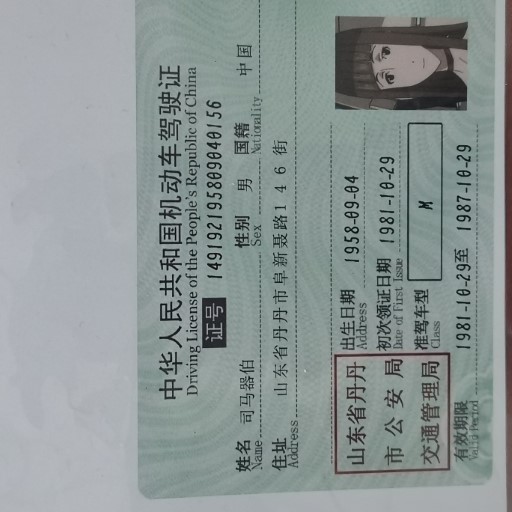 中华人民共和国机动车驾驶证
Driving License of the People's Republic of China
证号 149192195809040156
姓名 司马器伯 性别 男 国籍 中国
Name Sex Nationality
住址 山东省丹丹市阜新聂路146街
Address
山东省丹丹
市公安局
交通管理局
出生日期 1958-09-04
Address
初次领证日期 1981-10-29
Date of First Issue
准驾车型 M
Class
有效期限 1981-10-29至 1987-10-29
Valid Period